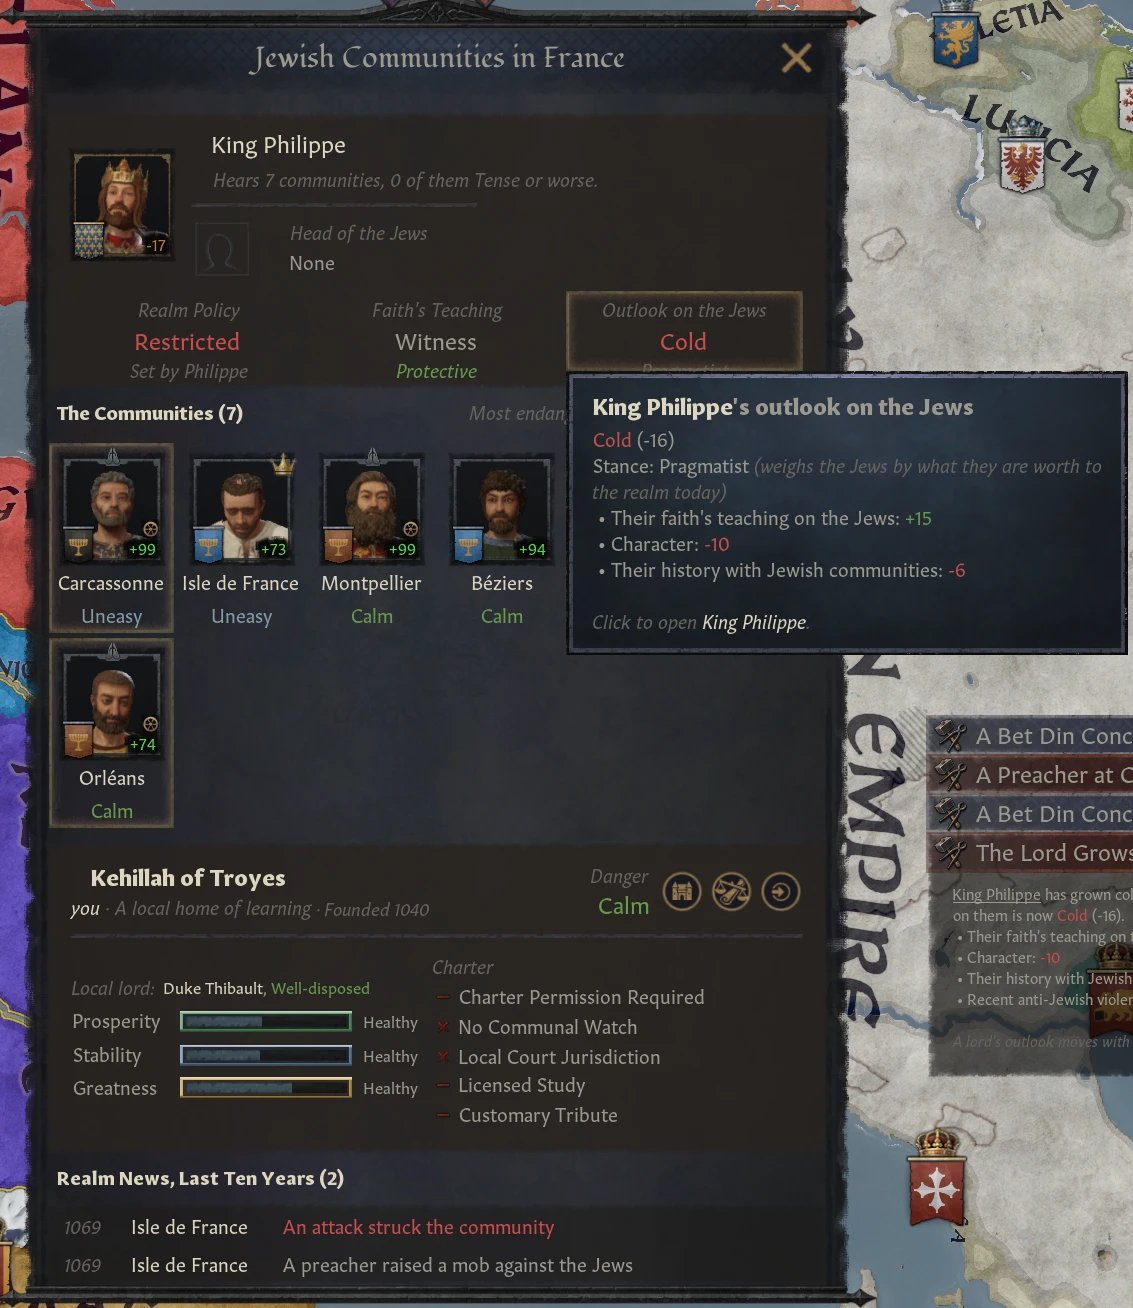 Jewish Communities in France
LETIA
LUCIA
King Philippe
Hears 7 communities, 0 of them Tense or worse.
-17
Head of the Jews
None
Realm Policy
Faith's Teaching
Outlook on the Jews
Restricted
Witness
Cold
Set by Philippe
Protective
The Communities (7)
King Philippe's outlook on the Jews
Cold (-16)
Stance: Pragmatist (weighs the Jews by what they are worth to
the realm today)
• Their faith's teaching on the Jews: +15
• Character: -10
• Their history with Jewish communities: -6
Click to open King Philippe.
Most endan
+99
+73
+99
+94
Carcassonne
Isle de France
Montpellier
Béziers
Uneasy
Uneasy
Calm
Calm
+74
Orléans
Calm
N EMPIRE
A Bet Din Conc
A Preacher at C
A Bet Din Conc
The Lord Grows
King Philippe has grown col
on them is now Cold (-16).
• Their faith's teaching on t
• Character: -10
• Their history with Jewish
• Recent anti-Jewish violen
A lord's outlook moves with
Kehillah of Troyes
you · A local home of learning · Founded 1040
Danger
Calm
Local lord: Duke Thibault, Well-disposed
Prosperity
Healthy
Stability
Healthy
Greatness
Healthy
Charter
Charter Permission Required
No Communal Watch
Local Court Jurisdiction
Licensed Study
Customary Tribute
Realm News, Last Ten Years (2)
1069 Isle de France An attack struck the community
1069 Isle de France A preacher raised a mob against the Jews